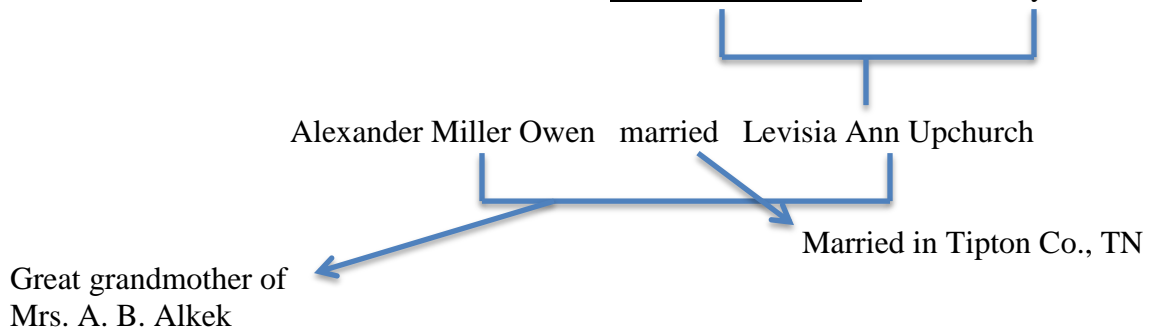 Alexander Miller Owen married Levisia Ann Upchurch
Married in Tipton Co., TN
Great grandmother of
Mrs. A. B. Alkek